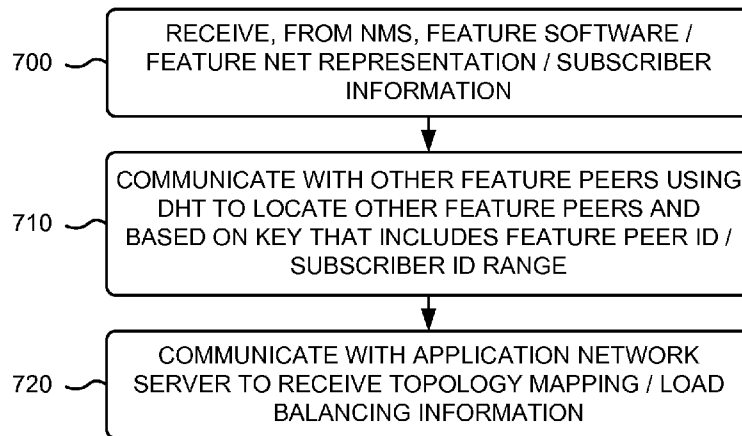 700
RECEIVE, FROM NMS, FEATURE SOFTWARE /
FEATURE NET REPRESENTATION / SUBSCRIBER
INFORMATION
710
COMMUNICATE WITH OTHER FEATURE PEERS USING
DHT TO LOCATE OTHER FEATURE PEERS AND
BASED ON KEY THAT INCLUDES FEATURE PEER ID /
SUBSCRIBER ID RANGE
720
COMMUNICATE WITH APPLICATION NETWORK
SERVER TO RECEIVE TOPOLOGY MAPPING / LOAD
BALANCING INFORMATION